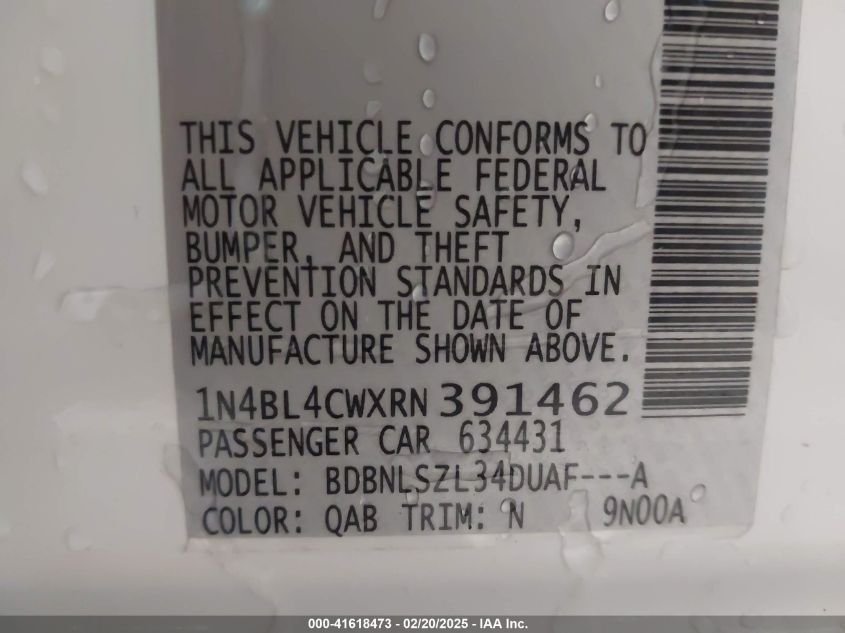 THIS VEHICLE CONFORMS TO
ALL APPLICABLE FEDERAL
MOTOR VEHICLE SAFETY,
BUMPER, AND THEFT
PREVENTION STANDARDS IN
EFFECT ON THE DATE OF
MANUFACTURE SHOWN ABOVE.
1N4BL4CWXRN 391462
PASSENGER CAR 634431
MODEL: BDBNLSZL34DUAF---A
COLOR: QAB TRIM: N 9N00A
000-41618473 — 02/20/2025 — IAA Inc.